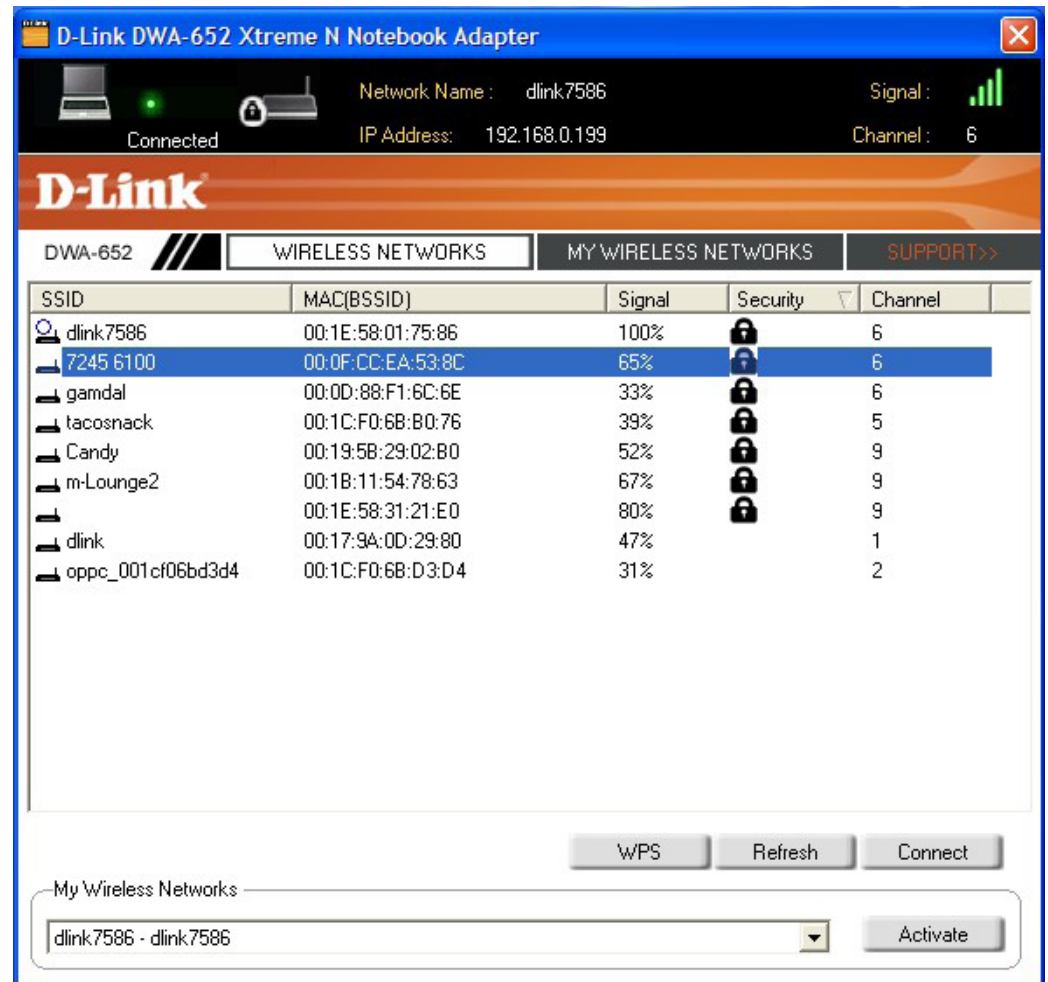 D-Link DWA-652 Xtreme N Notebook Adapter
Network Name : dlink7586 Signal :
Connected IP Address: 192.168.0.199 Channel : 6
D-Link
DWA-652 WIRELESS NETWORKS MY WIRELESS NETWORKS SUPPORT>>
SSID MAC(BSSID) Signal Security Channel
dlink7586 00:1E:58:01:75:86 100% 6
7245 6100 00:0F:CC:EA:53:8C 65% 6
gamdal 00:0D:88:F1:6C:6E 33% 6
tacosnack 00:1C:F0:6B:B0:76 39% 5
Candy 00:19:5B:29:02:B0 52% 9
m-Lounge2 00:1B:11:54:78:63 67% 9
00:1E:58:31:21:E0 80% 9
dlink 00:17:9A:0D:29:80 47% 1
oppc_001cf06bd3d4 00:1C:F0:6B:D3:D4 31% 2
WPS Refresh Connect
My Wireless Networks
dlink7586 - dlink7586 Activate